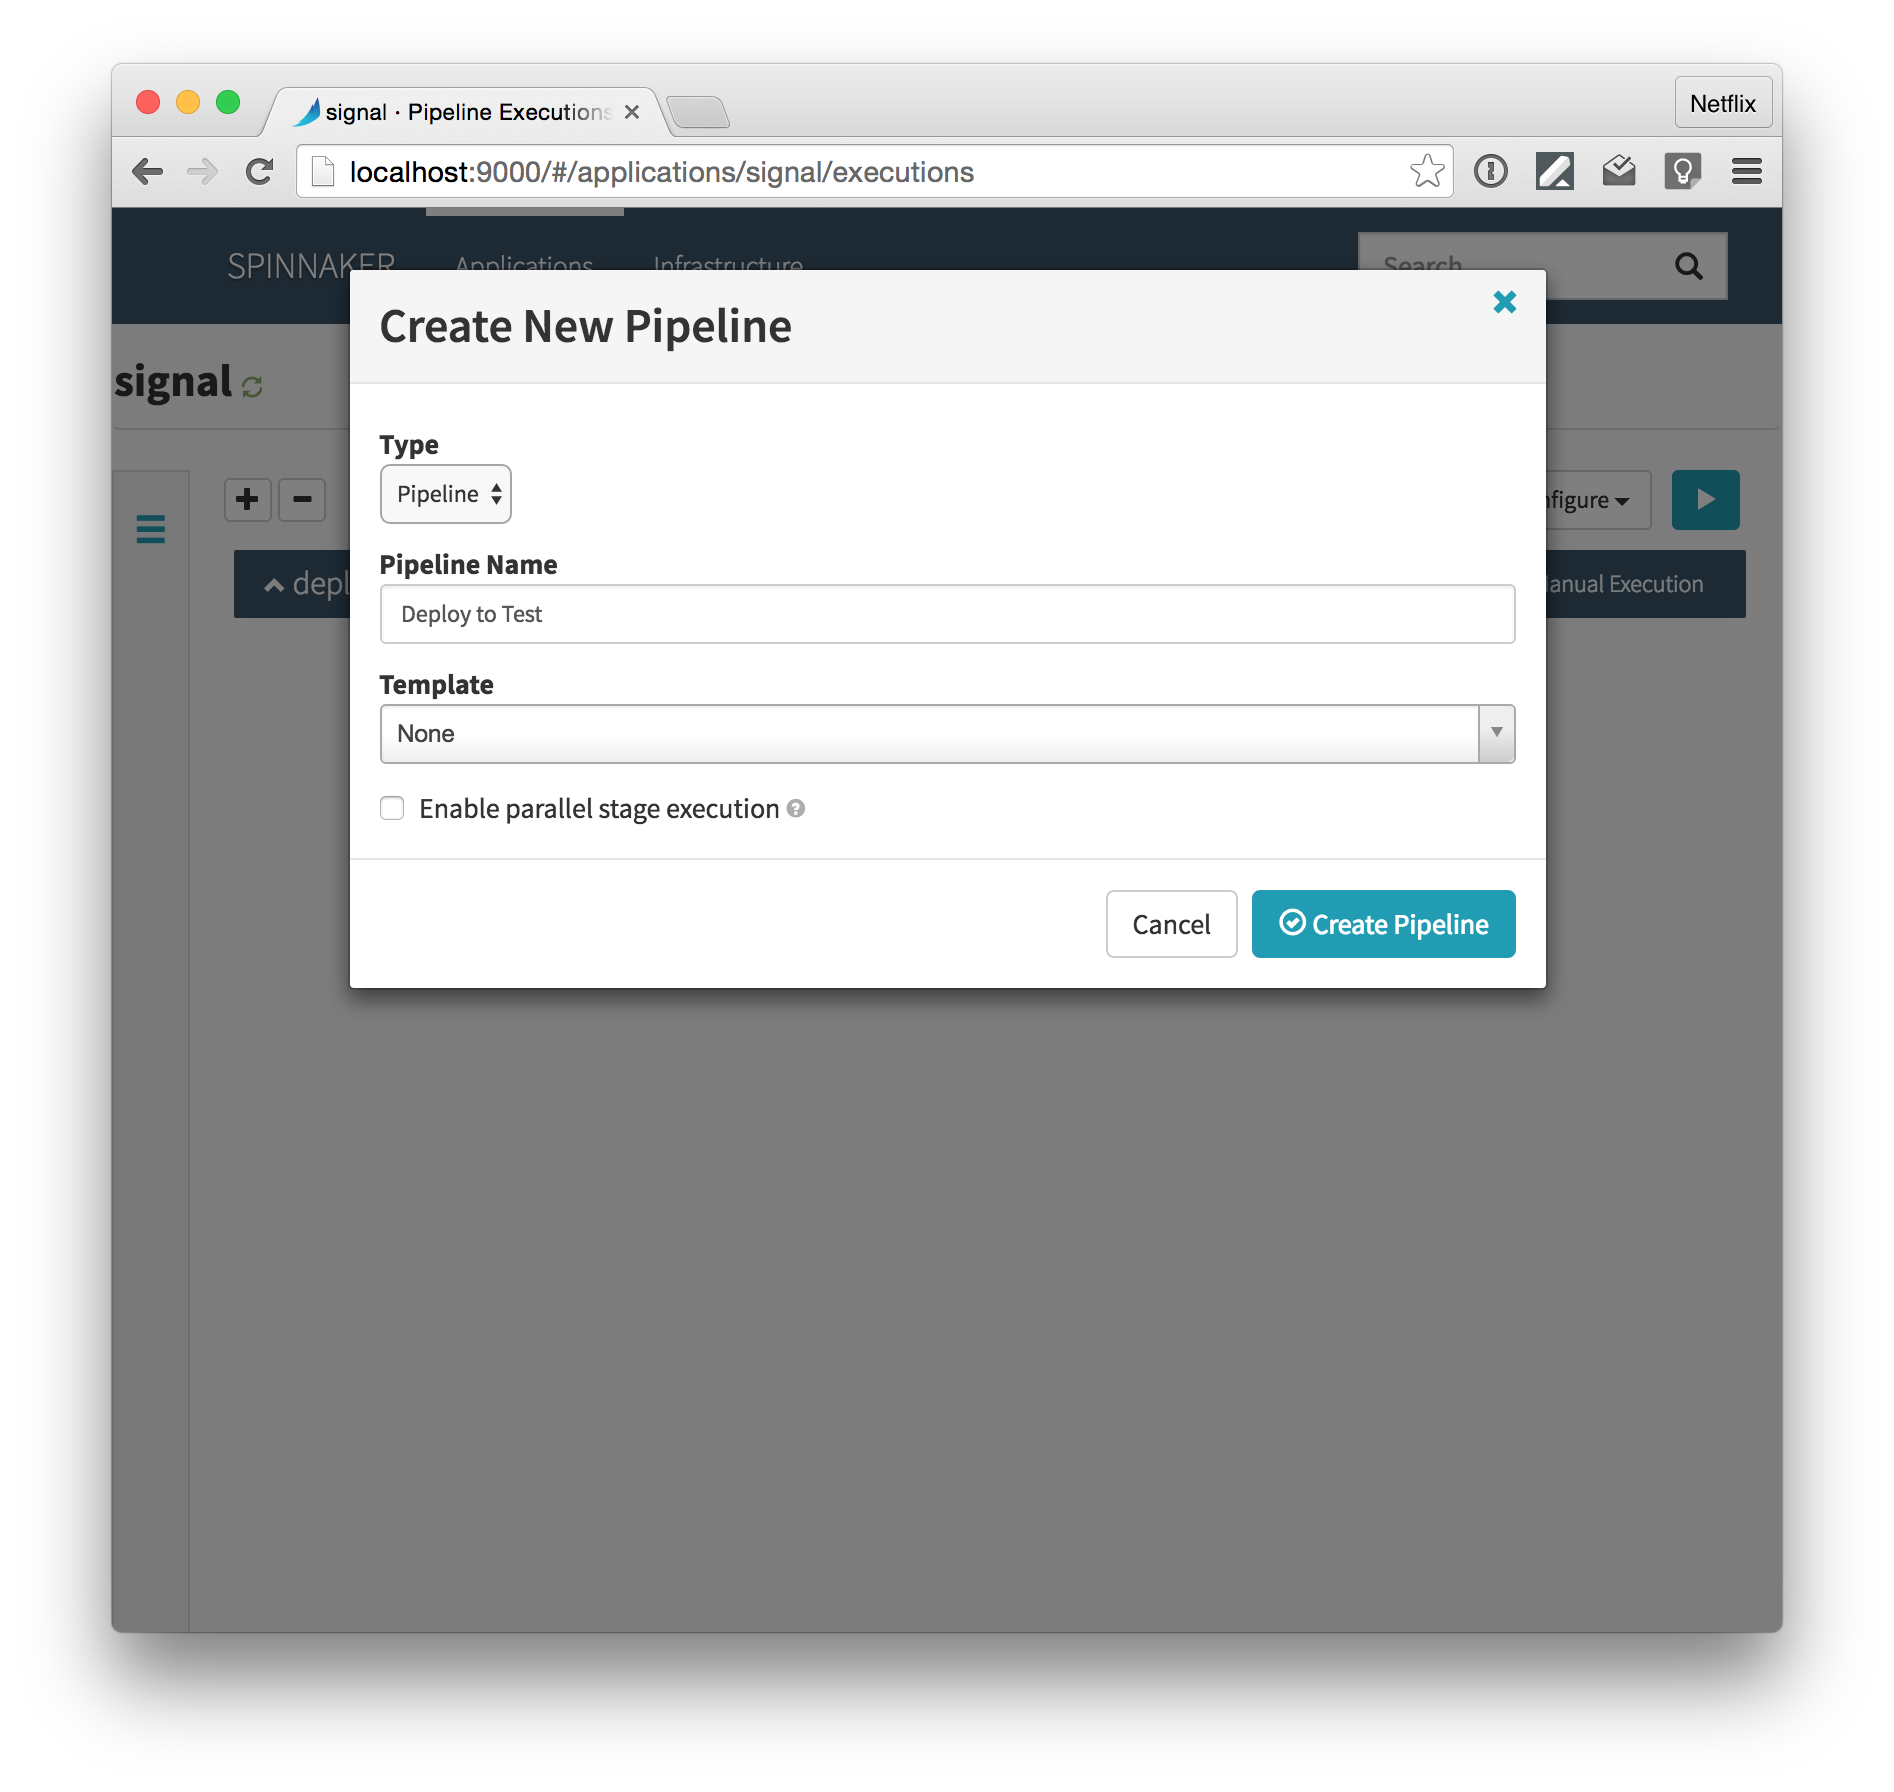 signal · Pipeline Executions
Netflix
localhost:9000/#/applications/signal/executions
SPINNAKER Applications Infrastructure Search
Create New Pipeline
signal
Type
Pipeline
Pipeline Name
Deploy to Test
Template
None
Enable parallel stage execution
Cancel Create Pipeline
depl
nfigure
anual Execution